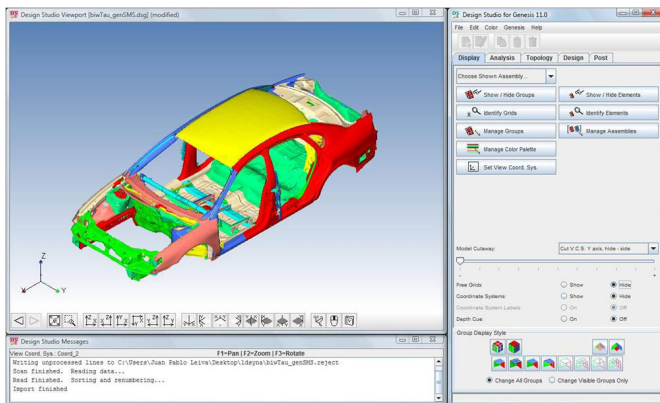 Design Studio Viewport [biwTau_genSMS.dsg] (modified)
Z
X
Y
Design Studio Messages
View Coord. Sys.: Coord_2
F1=Pan | F2=Zoom | F3=Rotate
Writing unprocessed lines to C:\Users\Juan Pablo Leiva\Desktop\ldsyna\biwTau_genSMS.reject
Scan finished. Reading data...
Read finished. Sorting and renumbering...
Import finished
Design Studio for Genesis 11.0
File Edit Color Genesis Help
Display Analysis Topology Design Post
Choose Shown Assembly...
Show / Hide Groups
Show / Hide Elements
Identify Grids
Identify Elements
Manage Groups
Manage Assemblies
Manage Color Palette
Set View Coord. Sys.
Model Cutaway:
Cut V.C.S. Y axis, hide - side
- +
Free Grids: Show Hide
Coordinate Systems: Show Hide
Coordinate System Labels: On Off
Depth Cue: On Off
Group Display Style
Change All Groups Change Visible Groups Only